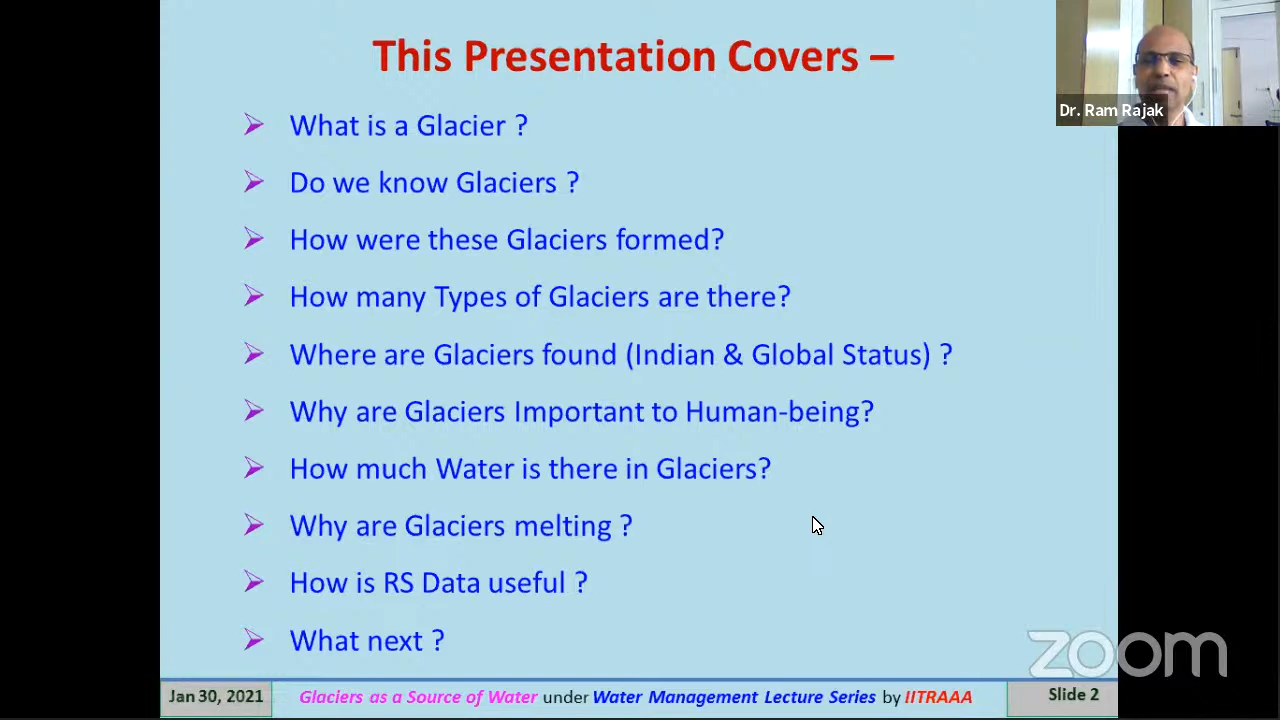 This Presentation Covers –
Dr. Ram Rajak
What is a Glacier ?
Do we know Glaciers ?
How were these Glaciers formed?
How many Types of Glaciers are there?
Where are Glaciers found (Indian & Global Status) ?
Why are Glaciers Important to Human-being?
How much Water is there in Glaciers?
Why are Glaciers melting ?
How is RS Data useful ?
What next ?
zoom
Jan 30, 2021 Glaciers as a Source of Water under Water Management Lecture Series by IITRAAA Slide 2